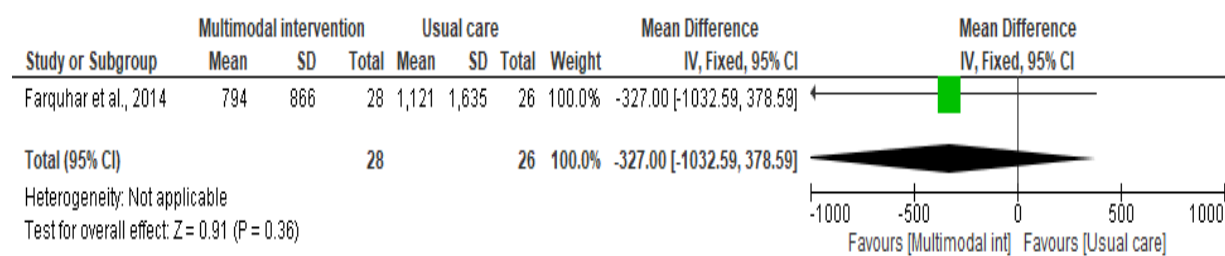 Multimodal intervention Usual care Mean Difference Mean Difference
Study or Subgroup Mean SD Total Mean SD Total Weight IV, Fixed, 95% CI IV, Fixed, 95% CI
Farquhar et al., 2014 794 866 28 1,121 1,635 26 100.0% -327.00 [-1032.59, 378.59]
Total (95% CI) 28 26 100.0% -327.00 [-1032.59, 378.59]
Heterogeneity: Not applicable
Test for overall effect: Z = 0.91 (P = 0.36)
-1000 -500 0 500 1000
Favours [Multimodal int] Favours [Usual care]